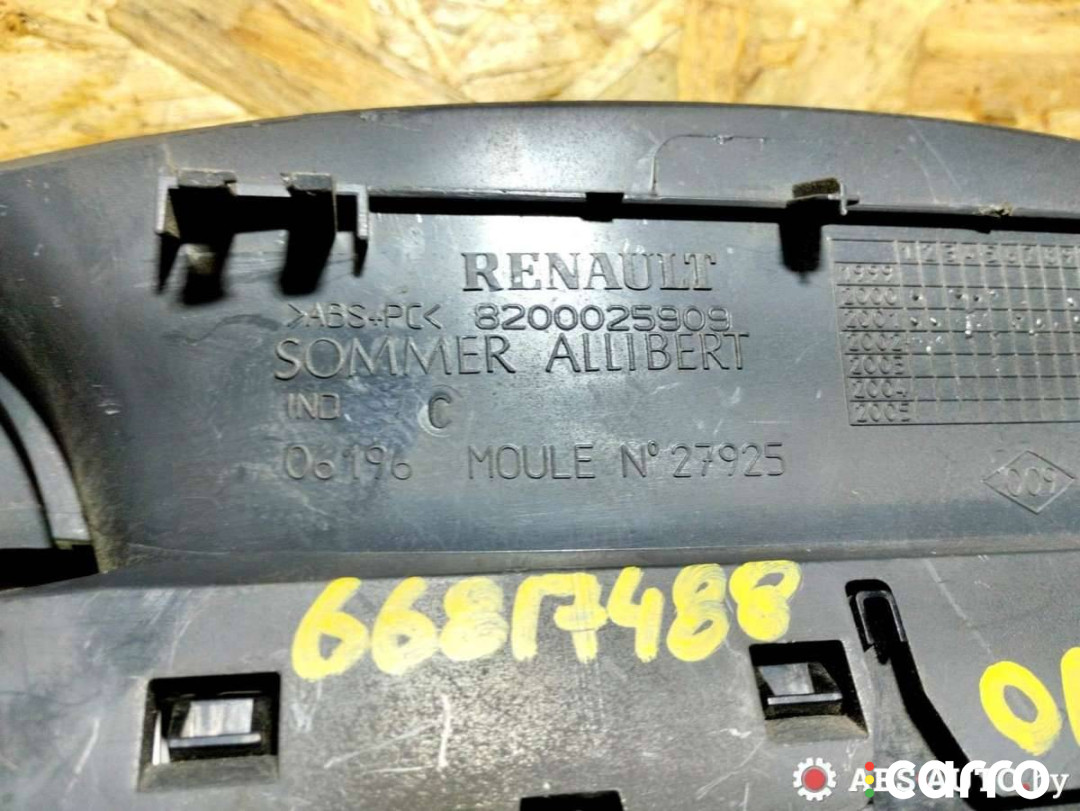 RENAULT
>ABS+PC< 8200025909
SOMMER ALLIBERT
IND C
06196 MOULE N° 27925
1999
2000
2001
2002
2003
2004
2005
009
66817488
carro